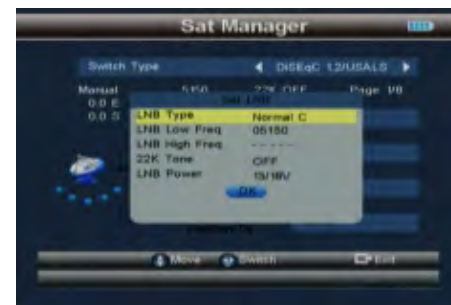 Sat Manager
Switch Type DiSEqC 1.2/USALS
Manual 5150 22K OFF Page 1/8
0.0 E
0.0 S
Set LNB
LNB Type Normal C
LNB Low Freq 05150
LNB High Freq -----
22K Tone OFF
LNB Power 13/18V
OK
Move Switch Exit